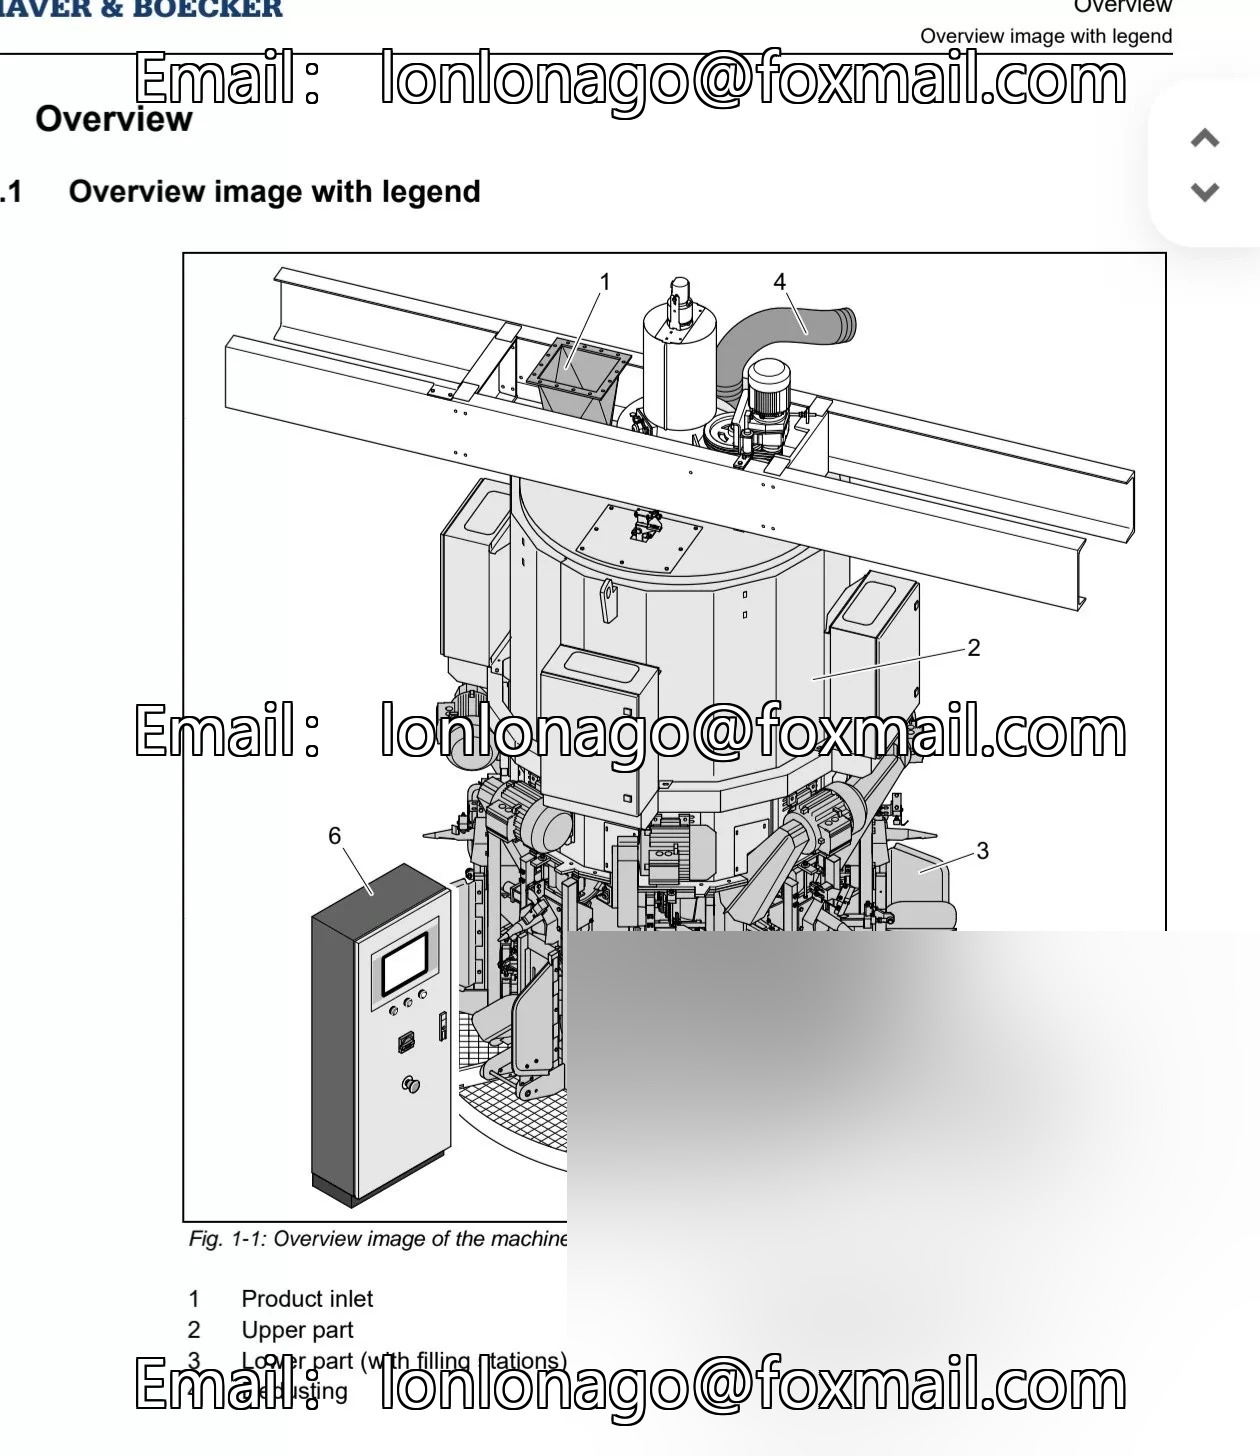 HAVER & BOECKER
Overview
Overview image with legend
Email: lonlonago@foxmail.com
Overview
.1 Overview image with legend
1
4
2
Email: lonlonago@foxmail.com
6
3
Fig. 1-1: Overview image of the machine
1 Product inlet
2 Upper part
3 Lower part (with filling stations)
Email: lonlonago@foxmail.com
4 Dedusting